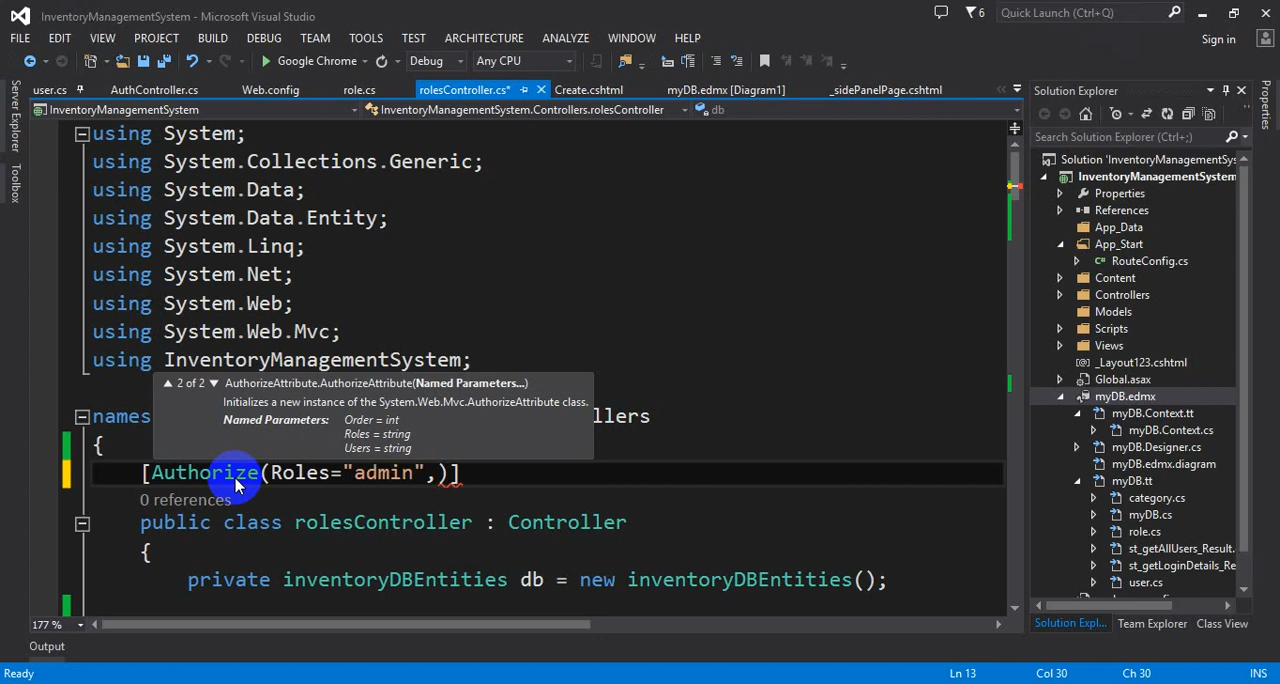 InventoryManagementSystem - Microsoft Visual Studio
6
Quick Launch (Ctrl+Q)
FILE EDIT VIEW PROJECT BUILD DEBUG TEAM TOOLS TEST ARCHITECTURE ANALYZE WINDOW HELP
Sign in
Google Chrome Debug Any CPU
user.cs AuthController.cs Web.config role.cs rolesController.cs* Create.cshtml myDB.edmx [Diagram1] _sidePanelPage.cshtml
InventoryManagementSystem InventoryManagementSystem.Controllers.rolesController db
Server Explorer
Toolbox
using System;
using System.Collections.Generic;
using System.Data;
using System.Data.Entity;
using System.Linq;
using System.Net;
using System.Web;
using System.Web.Mvc;
using InventoryManagementSystem;
2 of 2 AuthorizeAttribute.AuthorizeAttribute(Named Parameters...)
Initializes a new instance of the System.Web.Mvc.AuthorizeAttribute class.
Named Parameters: Order = int
Roles = string
Users = string
names llers
{
[Authorize(Roles="admin",)]
0 references
public class rolesController : Controller
{
private inventoryDBEntities db = new inventoryDBEntities();
177 %
Output
Ready Ln 13 Col 30 Ch 30 INS
Solution Explorer
Search Solution Explorer (Ctrl+;)
Solution 'InventoryManagementSys
InventoryManagementSystem
Properties
References
App_Data
App_Start
RouteConfig.cs
Content
Controllers
Models
Scripts
Views
_Layout123.cshtml
Global.asax
myDB.edmx
myDB.Context.tt
myDB.Context.cs
myDB.Designer.cs
myDB.edmx.diagram
myDB.tt
category.cs
myDB.cs
role.cs
st_getAllUsers_Result.
st_getLoginDetails_Re
user.cs
Solution Expl... Team Explorer Class View
Properties